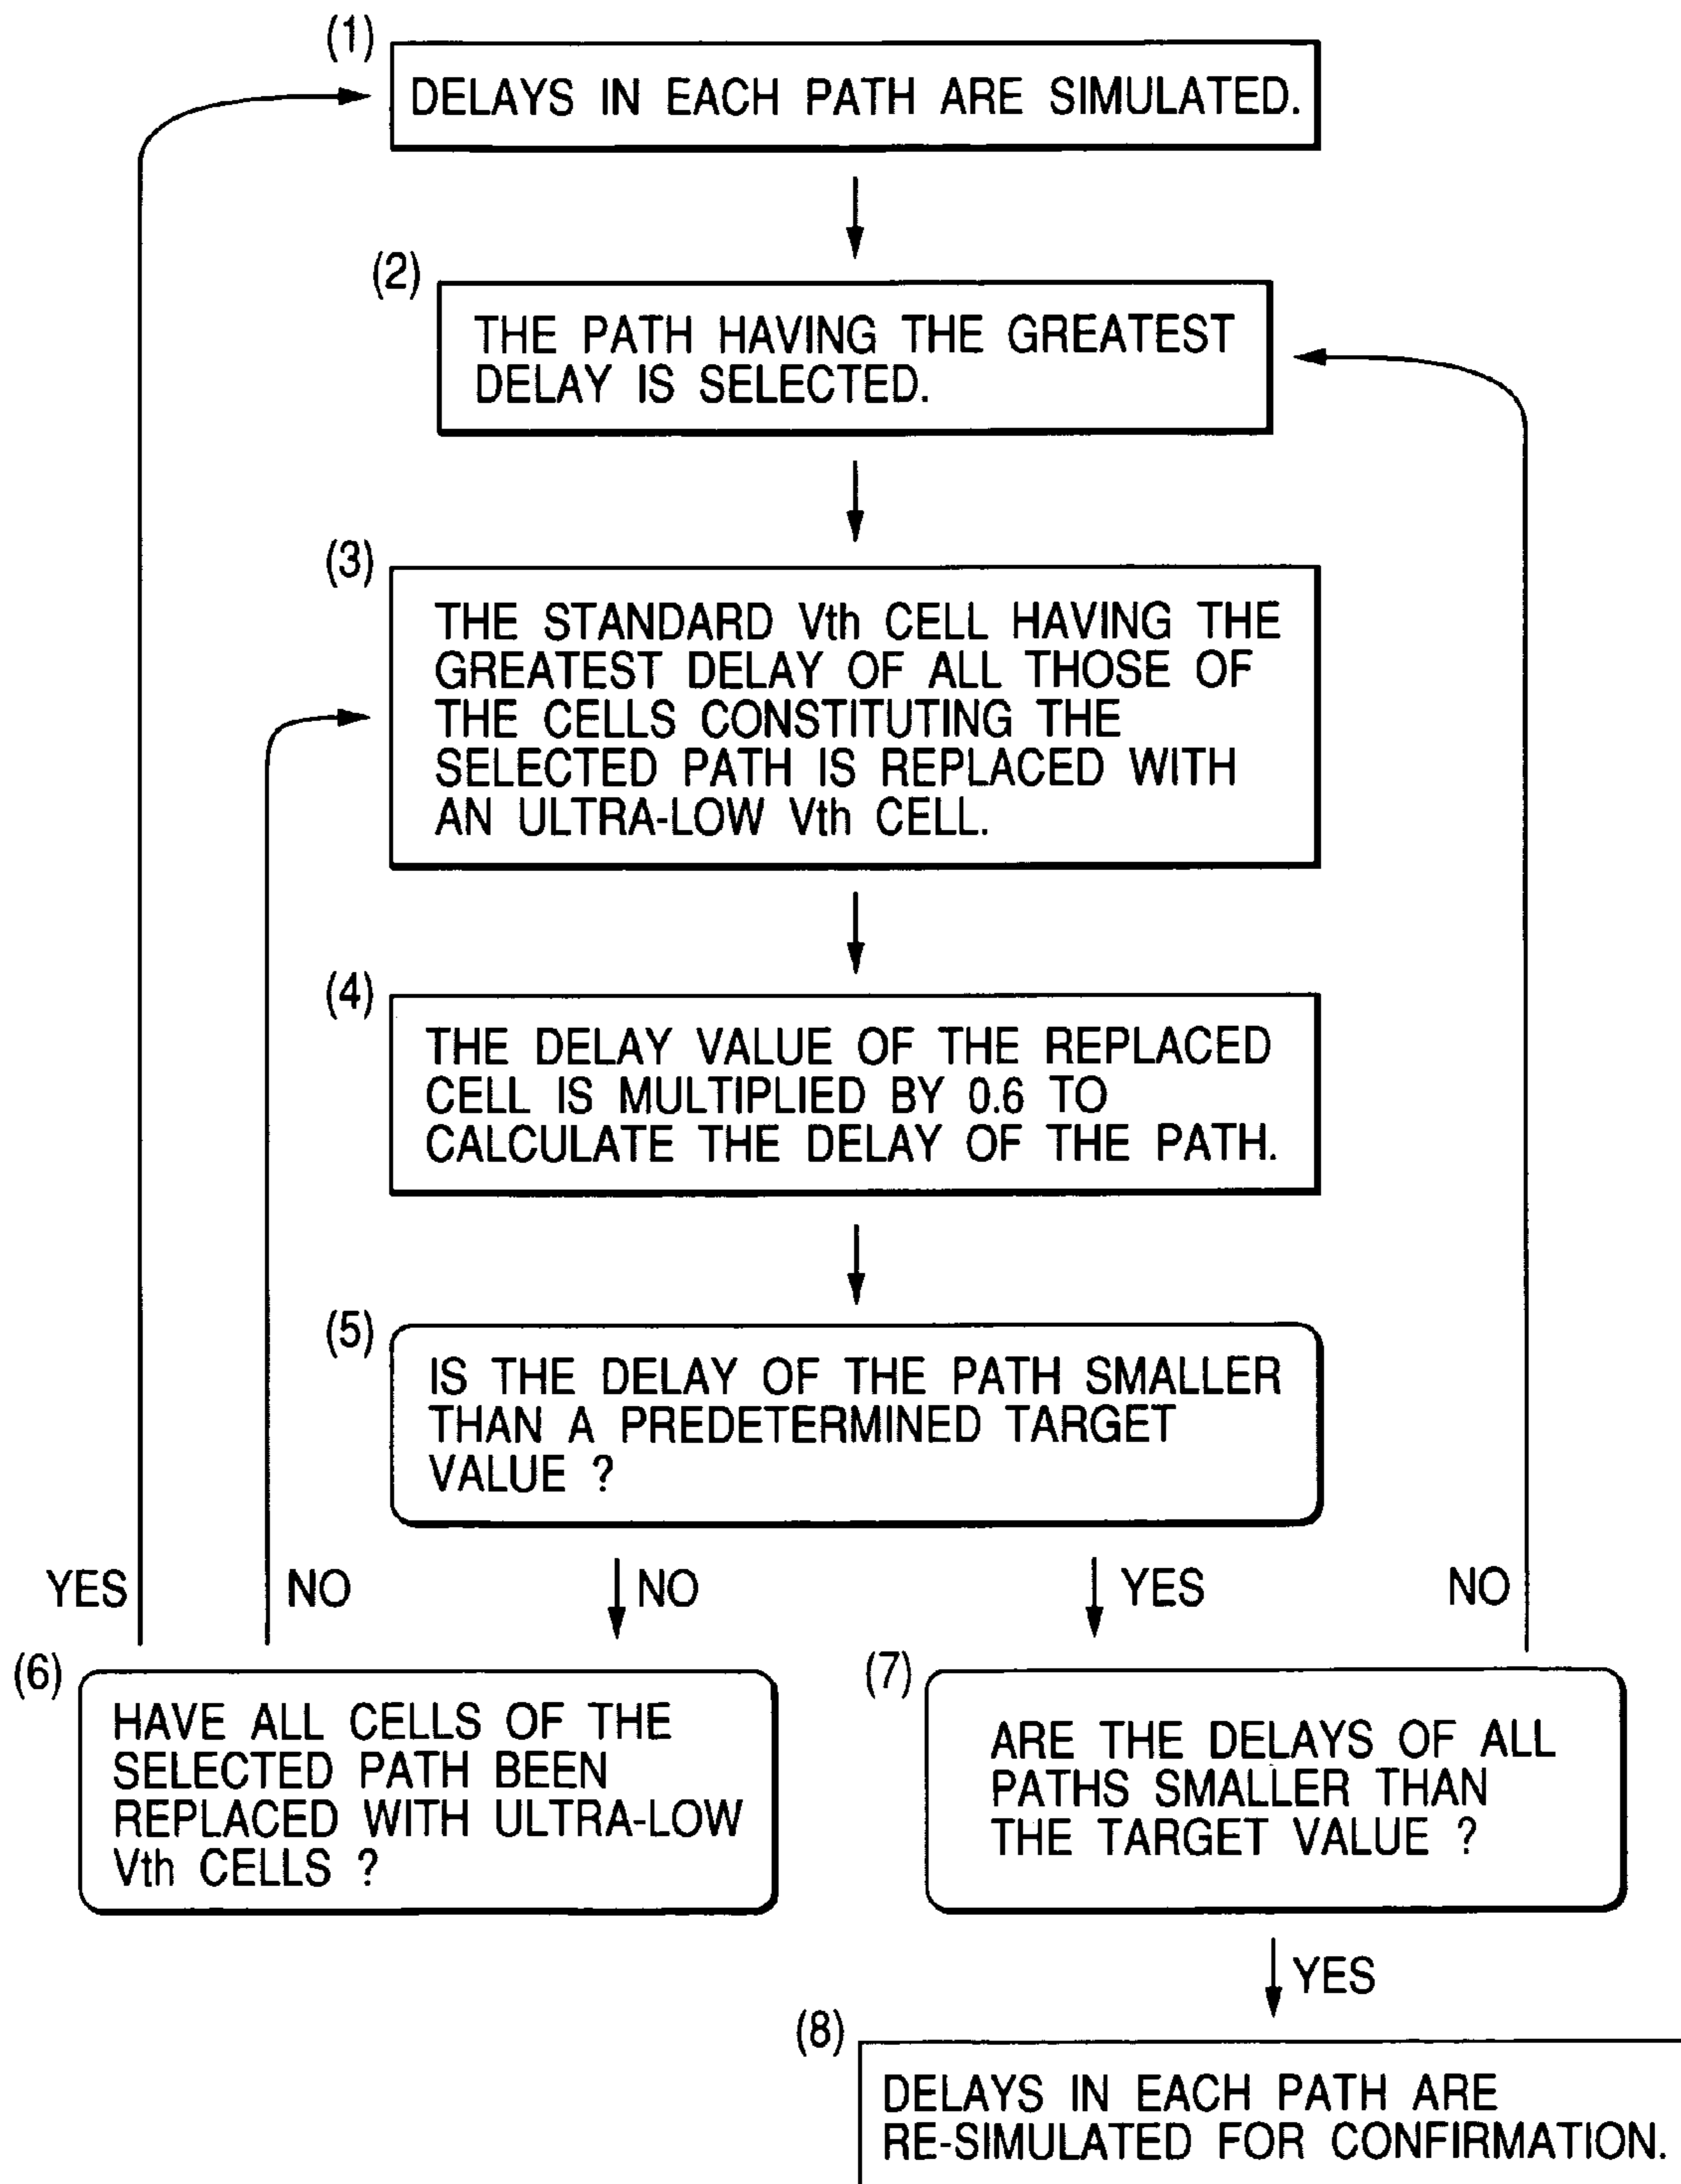 (1)
DELAYS IN EACH PATH ARE SIMULATED.
(2)
THE PATH HAVING THE GREATEST
DELAY IS SELECTED.
(3)
THE STANDARD Vth CELL HAVING THE
GREATEST DELAY OF ALL THOSE OF
THE CELLS CONSTITUTING THE
SELECTED PATH IS REPLACED WITH
AN ULTRA-LOW Vth CELL.
(4)
THE DELAY VALUE OF THE REPLACED
CELL IS MULTIPLIED BY 0.6 TO
CALCULATE THE DELAY OF THE PATH.
(5)
IS THE DELAY OF THE PATH SMALLER
THAN A PREDETERMINED TARGET
VALUE ?
YES
NO
NO
YES
NO
(6)
HAVE ALL CELLS OF THE
SELECTED PATH BEEN
REPLACED WITH ULTRA-LOW
Vth CELLS ?
(7)
ARE THE DELAYS OF ALL
PATHS SMALLER THAN
THE TARGET VALUE ?
YES
(8)
DELAYS IN EACH PATH ARE
RE-SIMULATED FOR CONFIRMATION.